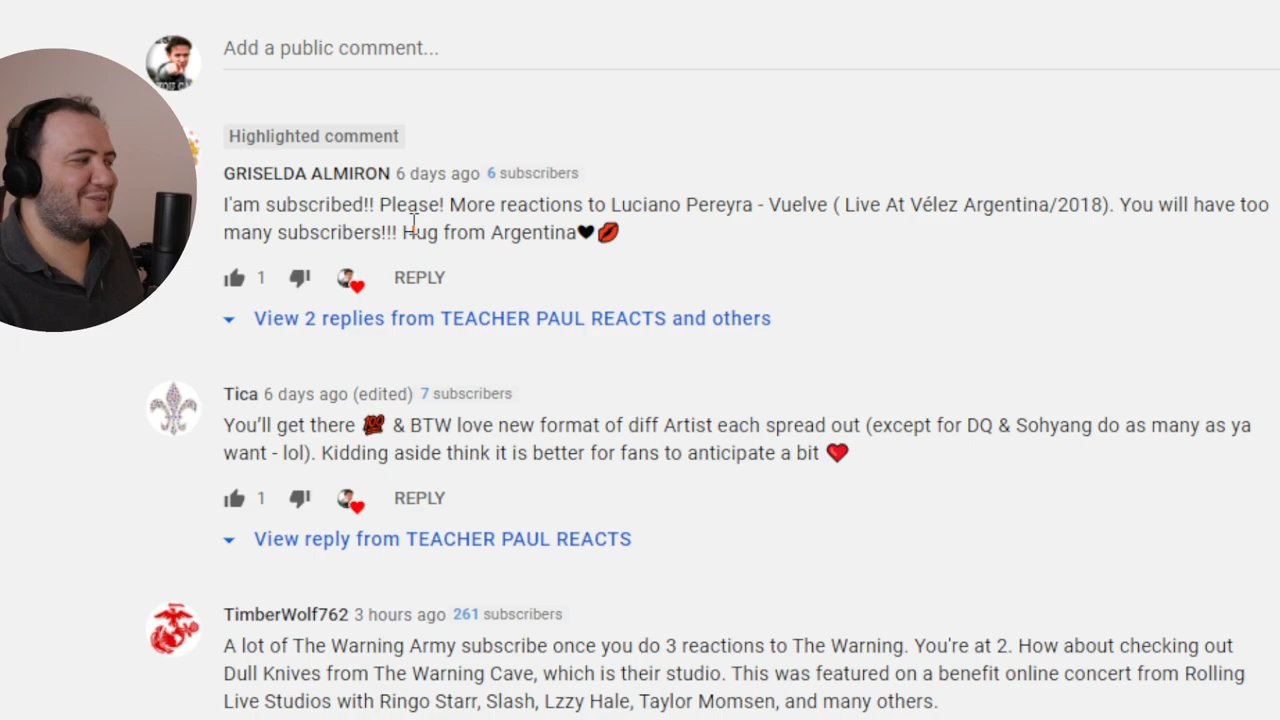 Add a public comment...
Highlighted comment
GRISELDA ALMIRON 6 days ago 6 subscribers
I'am subscribed!! Please! More reactions to Luciano Pereyra - Vuelve ( Live At Vélez Argentina/2018). You will have too
many subscribers!!! Hug from Argentina🖤💋
1 REPLY
View 2 replies from TEACHER PAUL REACTS and others
Tica 6 days ago (edited) 7 subscribers
You’ll get there 💯 & BTW love new format of diff Artist each spread out (except for DQ & Sohyang do as many as ya
want - lol). Kidding aside think it is better for fans to anticipate a bit ❤️
1 REPLY
View reply from TEACHER PAUL REACTS
TimberWolf762 3 hours ago 261 subscribers
A lot of The Warning Army subscribe once you do 3 reactions to The Warning. You're at 2. How about checking out
Dull Knives from The Warning Cave, which is their studio. This was featured on a benefit online concert from Rolling
Live Studios with Ringo Starr, Slash, Lzzy Hale, Taylor Momsen, and many others.